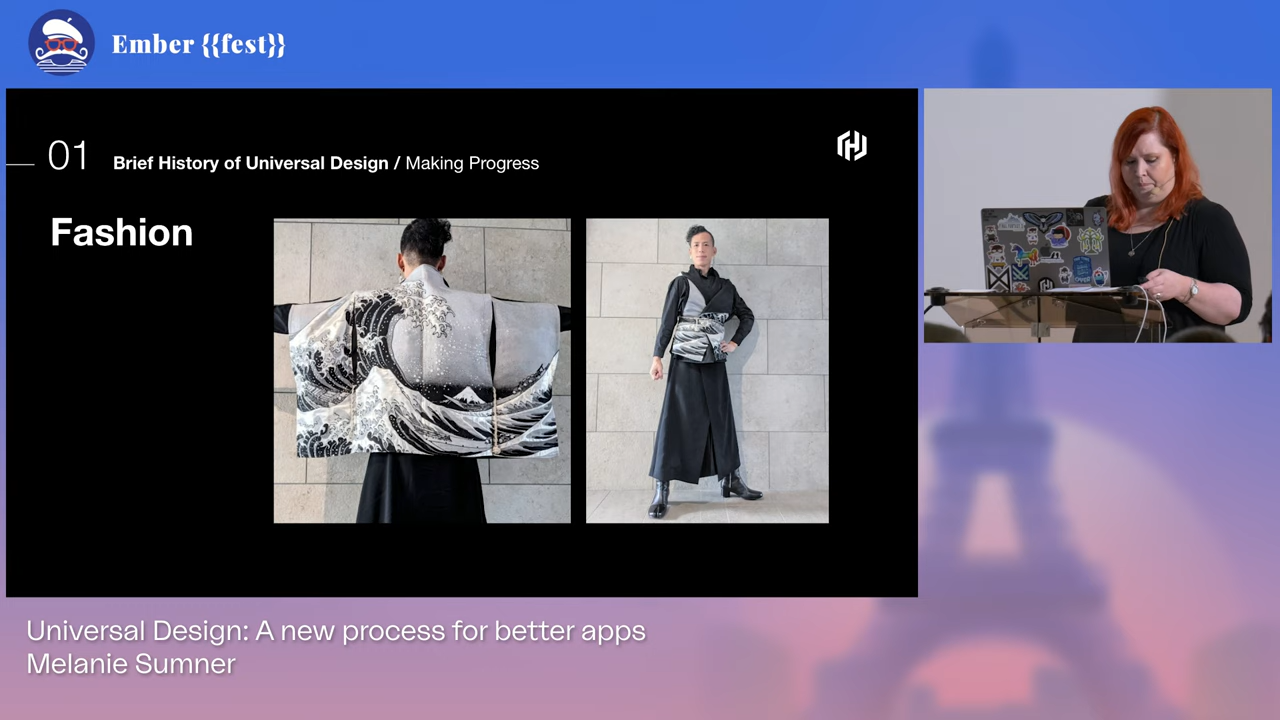 Ember {{fest}}
01 Brief History of Universal Design / Making Progress
Fashion
Universal Design: A new process for better apps
Melanie Sumner